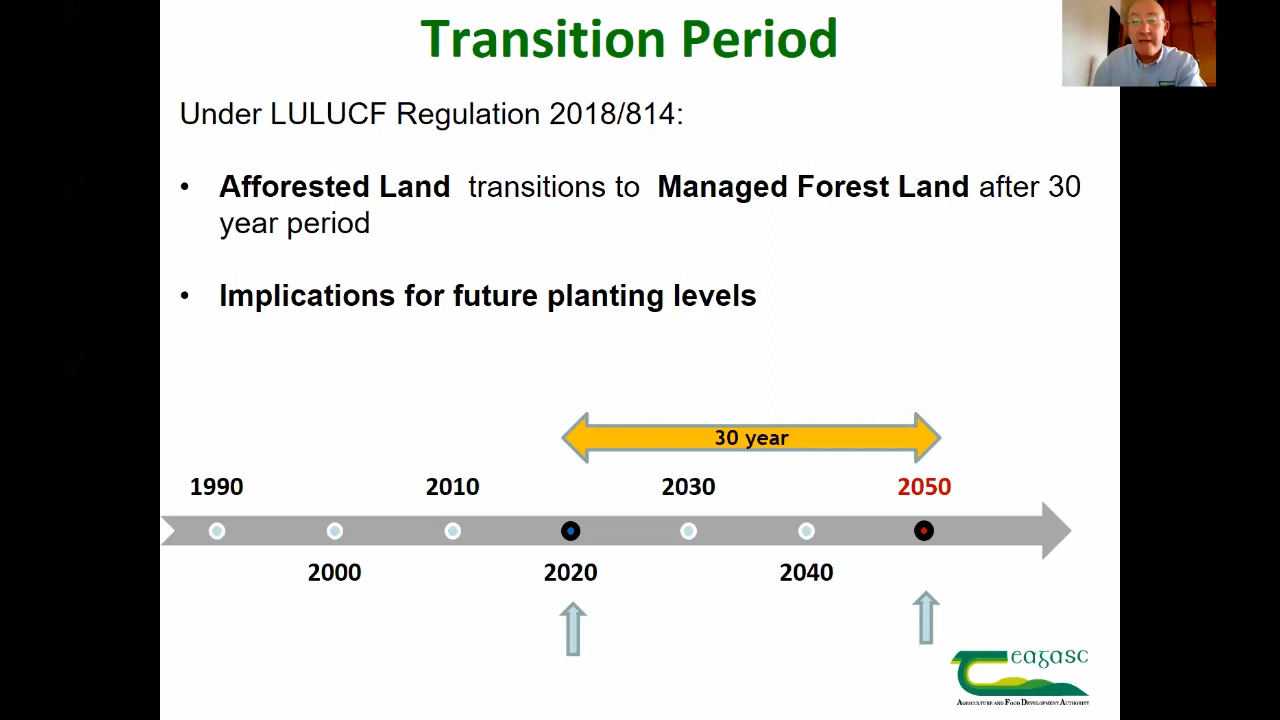 Transition Period
Under LULUCF Regulation 2018/814:
• Afforested Land transitions to Managed Forest Land after 30
year period
• Implications for future planting levels
30 year
1990
2010
2030
2050
2000
2020
2040
eagasc
AGRICULTURE AND FOOD DEVELOPMENT AUTHORITY